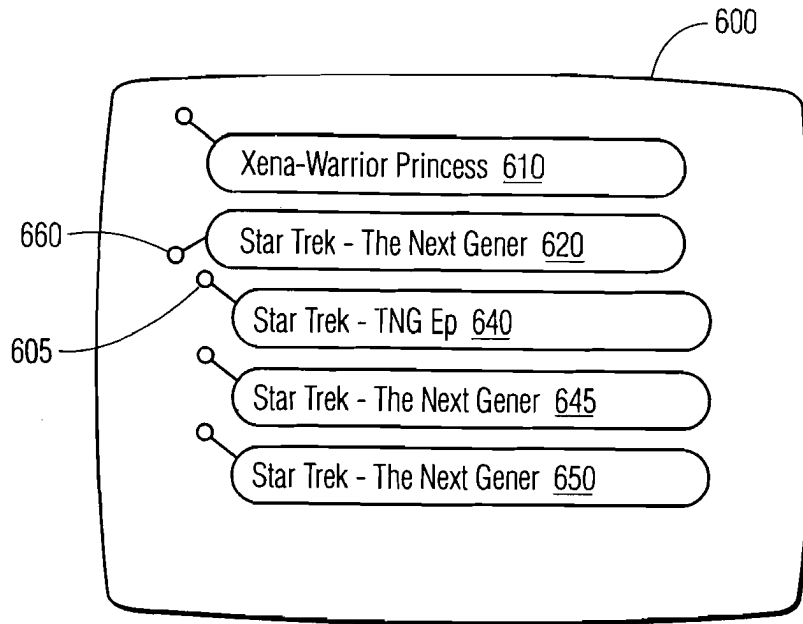 600
Xena-Warrior Princess 610
660
Star Trek - The Next Gener 620
Star Trek - TNG Ep 640
605
Star Trek - The Next Gener 645
Star Trek - The Next Gener 650